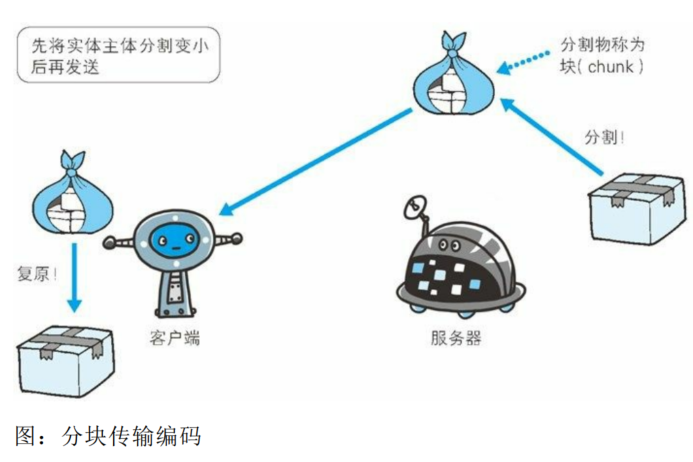 先将实体主体分割变小
后再发送
分割物称为
块(chunk)
分割!
复原!
客户端
服务器
图：分块传输编码